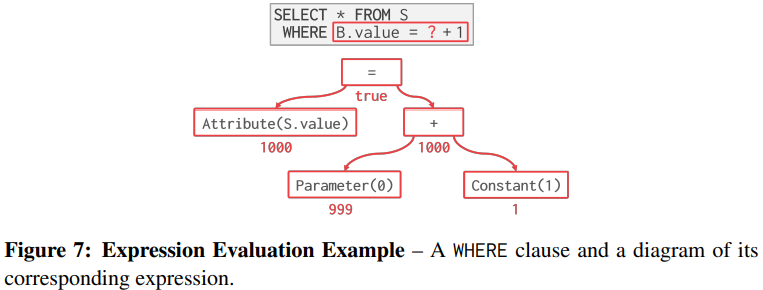 SELECT * FROM S
WHERE B.value = ? + 1
=
true
Attribute(S.value)
+
1000
1000
Parameter(0)
Constant(1)
999
1
Figure 7: Expression Evaluation Example – A WHERE clause and a diagram of its
corresponding expression.